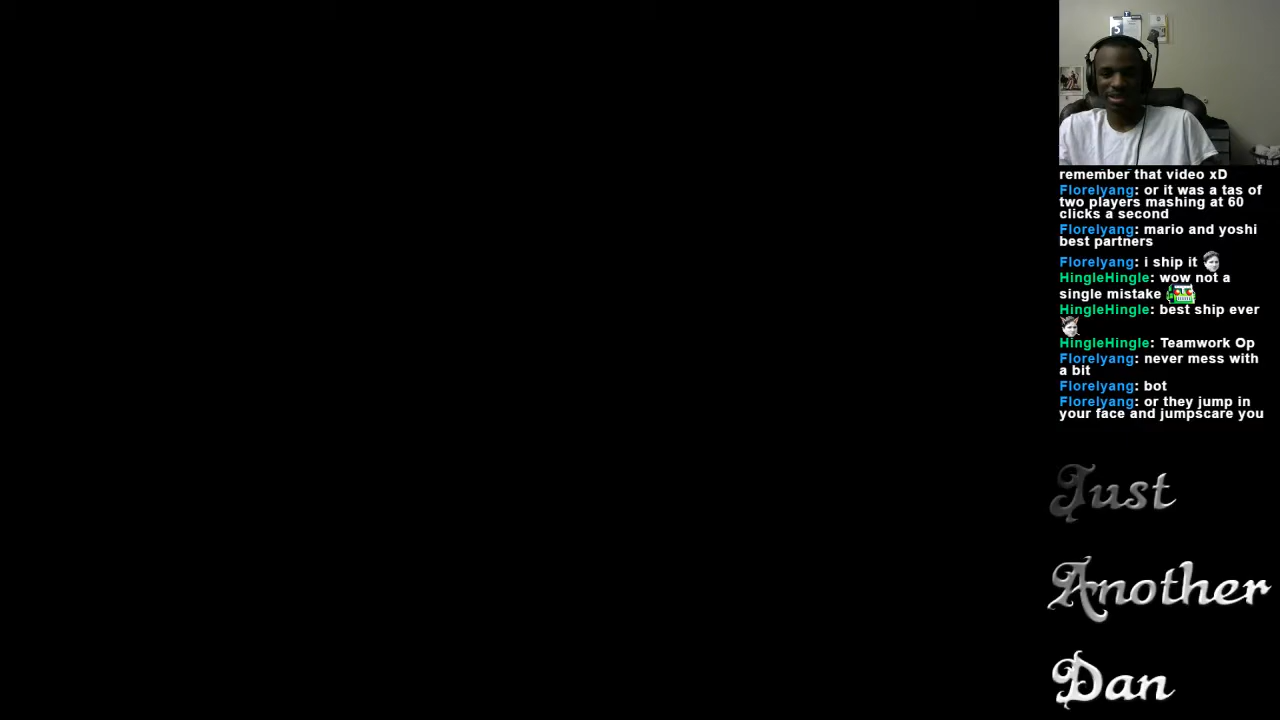 remember that video xD
Florelyang: or it was a tas of
two players mashing at 60
clicks a second
Florelyang: mario and yoshi
best partners
Florelyang: i ship it
HingleHingle: wow not a
single mistake
HingleHingle: best ship ever
HingleHingle: Teamwork Op
Florelyang: never mess with
a bit
Florelyang: bot
Florelyang: or they jump in
your face and jumpscare you
Just
Another
Dan